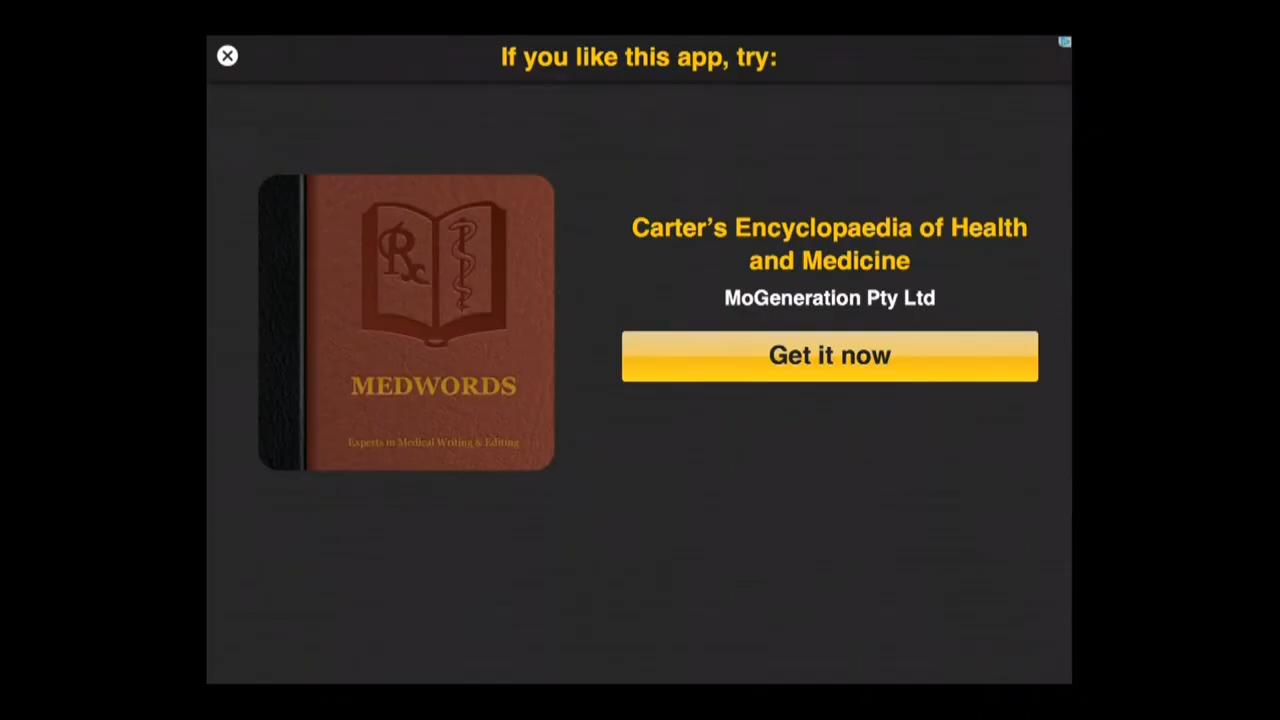 If you like this app, try:
Rx
MEDWORDS
Experts in Medical Writing & Editing
Carter’s Encyclopaedia of Health
and Medicine
MoGeneration Pty Ltd
Get it now